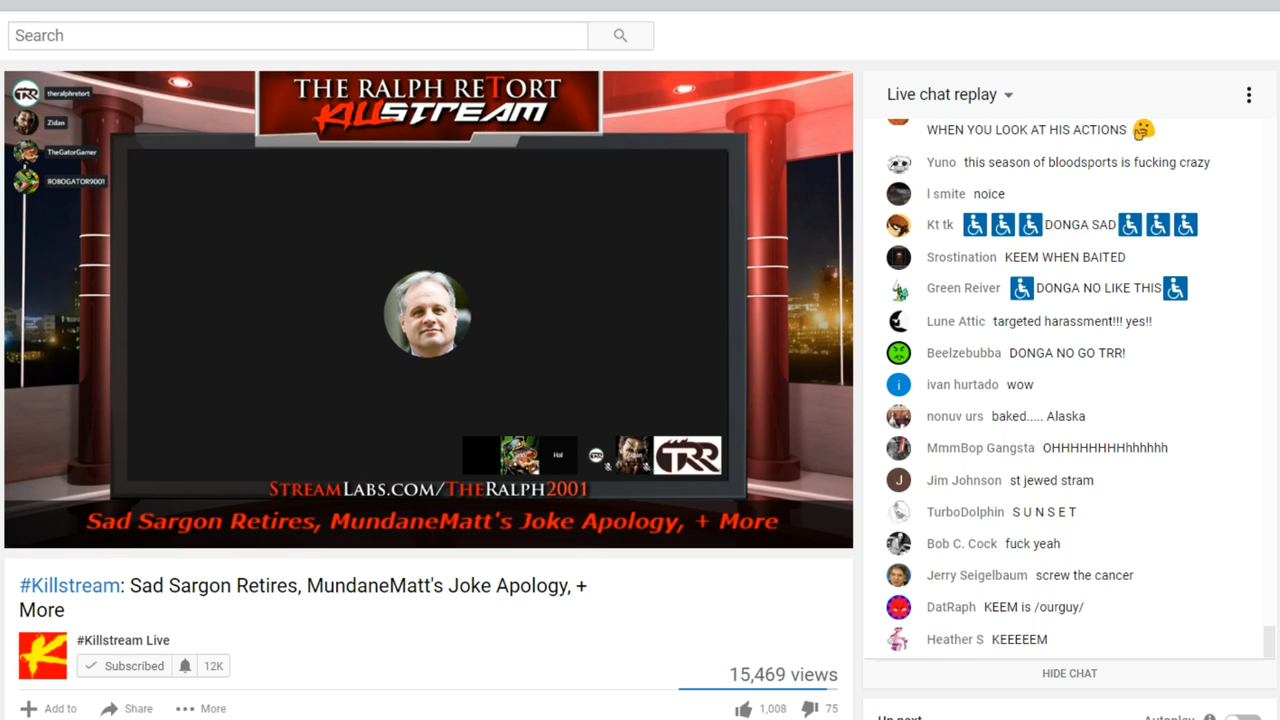 Search
theralphretort
Zidan
TheGatorGamer
ROBOGATOR9001
THE RALPH RETORT
KILLSTREAM
Hal
TRR
STREAMLABS.COM/THERALPH2001
Sad Sargon Retires, MundaneMatt's Joke Apology, + More
#Killstream: Sad Sargon Retires, MundaneMatt's Joke Apology, +
More
#Killstream Live
Subscribed 12K
15,469 views
Add to Share More 1,008 75
Live chat replay
WHEN YOU LOOK AT HIS ACTIONS
Yuno this season of bloodsports is fucking crazy
l smite noice
Kt tk DONGA SAD
Srostination KEEM WHEN BAITED
Green Reiver DONGA NO LIKE THIS
Lune Attic targeted harassment!!! yes!!
Beelzebubba DONGA NO GO TRR!
i ivan hurtado wow
nonuv urs baked..... Alaska
MmmBop Gangsta OHHHHHHHHhhhhhh
J Jim Johnson st jewed stram
TurboDolphin S U N S E T
Bob C. Cock fuck yeah
Jerry Seigelbaum screw the cancer
DatRaph KEEM is /ourguy/
Heather S KEEEEEM
HIDE CHAT
Up next Autoplay